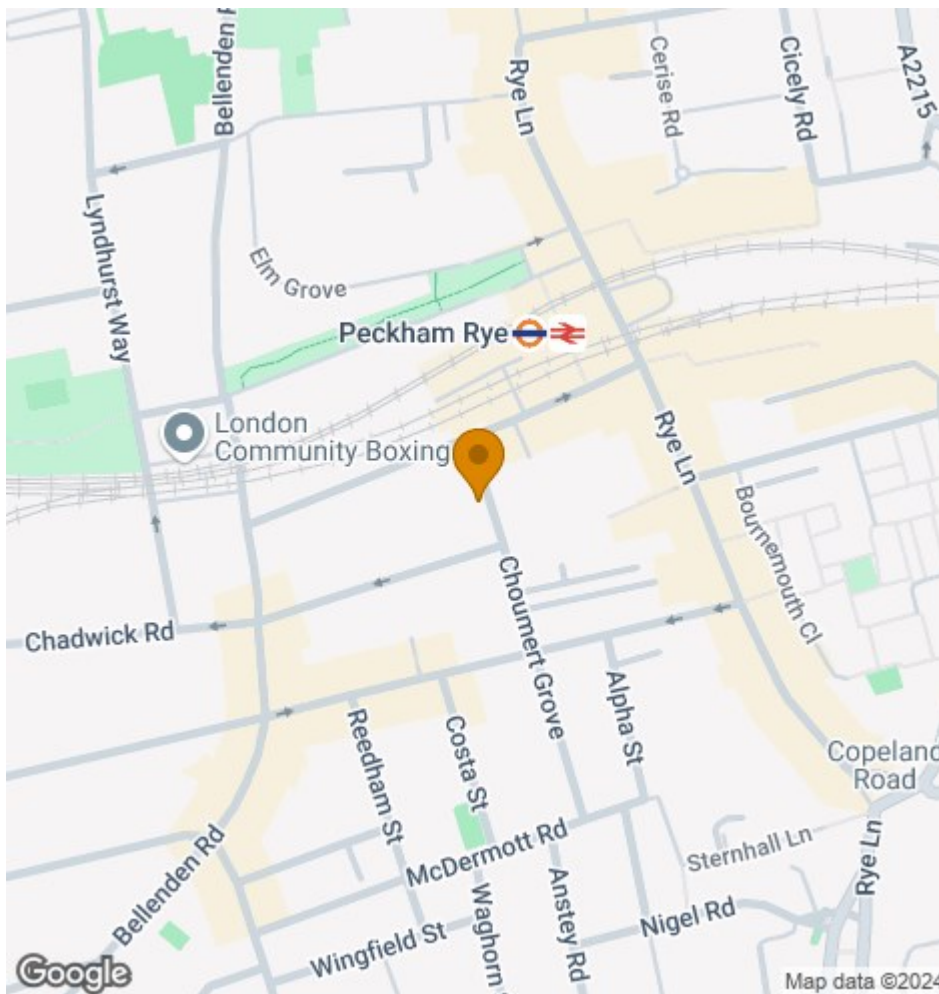 Bellenden R
Rye Ln
Cerise Rd
Cicely Rd
A2215
Lyndhurst Way
Elm Grove
Peckham Rye
London
Community Boxing
Rye Ln
Bournemouth Cl
Chadwick Rd
Choumert Grove
Alpha St
Reedham St
Costa St
Copeland
Road
Bellenden Rd
McDermott Rd
Sternhall Ln
Rye Ln
Waghorn
Anstey Rd
Nigel Rd
Wingfield St
Google
Map data ©2024